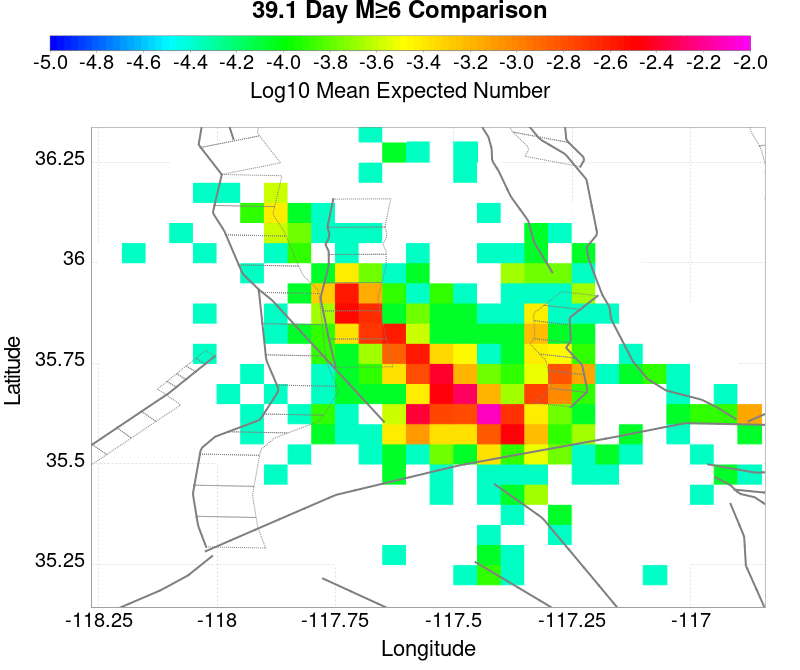 39.1 Day M≥6 Comparison
-5.0 -4.8 -4.6 -4.4 -4.2 -4.0 -3.8 -3.6 -3.4 -3.2 -3.0 -2.8 -2.6 -2.4 -2.2 -2.0
Log10 Mean Expected Number
36.25
36
35.75
35.5
35.25
Latitude
-118.25 -118 -117.75 -117.5 -117.25 -117
Longitude